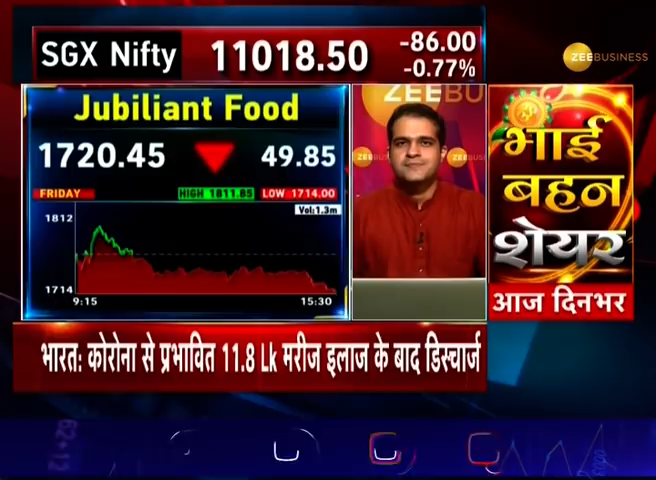 SGX Nifty 11018.50 -86.00
-0.77%
ZEEBUSINESS
Jubiliant Food
1720.45 49.85
FRIDAY HIGH 1811.85 LOW 1714.00
Vol:1.3m
1812
1714
9:15 15:30
ZEEBU
भाई
बहन
शेयर
आज दिनभर
भारत: कोरोना से प्रभावित 11.8 Lk मरीज इलाज के बाद डिस्चार्ज